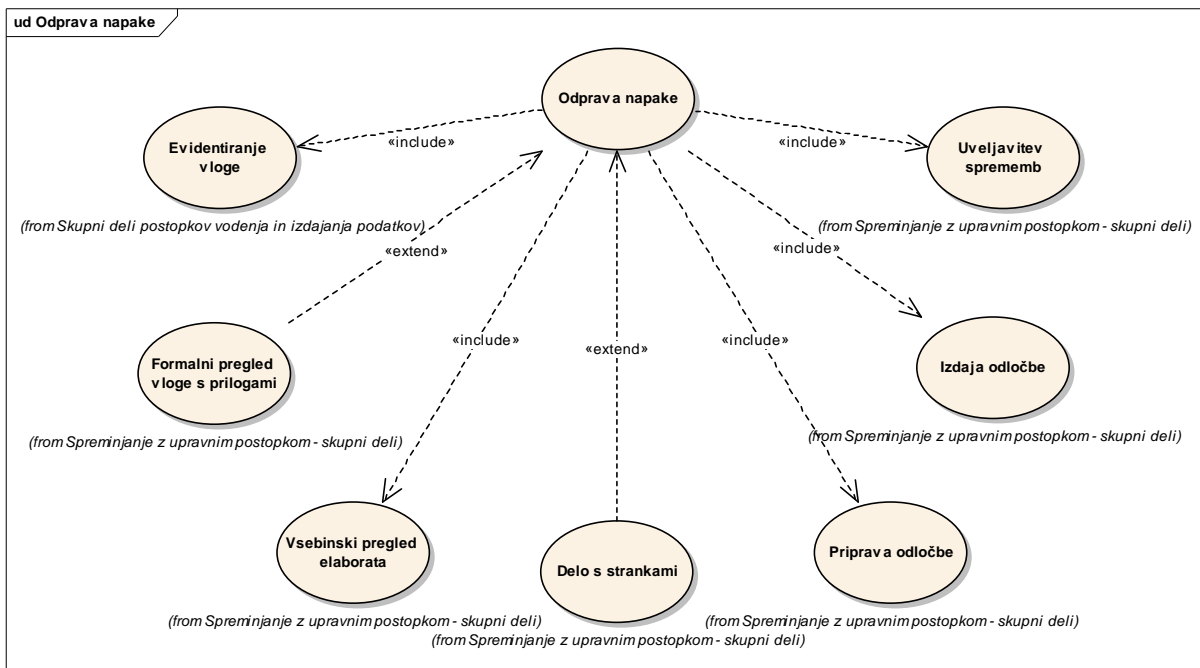 ud Odprava napake
Odprava napake
Evidentiranje
vloge
«include»
«include»
Uveljavitev
sprememb
(from Skupni deli postopkov vodenja in izdajanja podatkov)
(from Spreminjanje z upravnim postopkom - skupni deli)
«extend»
«include»
Formalni pregled
vloge s prilogami
«include»
«extend»
«include»
Izdaja odločbe
(from Spreminjanje z upravnim postopkom - skupni deli)
(from Spreminjanje z upravnim postopkom - skupni deli)
Vsebinski pregled
elaborata
Delo s strankami
Priprava odločbe
(from Spreminjanje z upravnim postopkom - skupni deli)
(from Spreminjanje z upravnim postopkom - skupni deli)
(from Spreminjanje z upravnim postopkom - skupni deli)